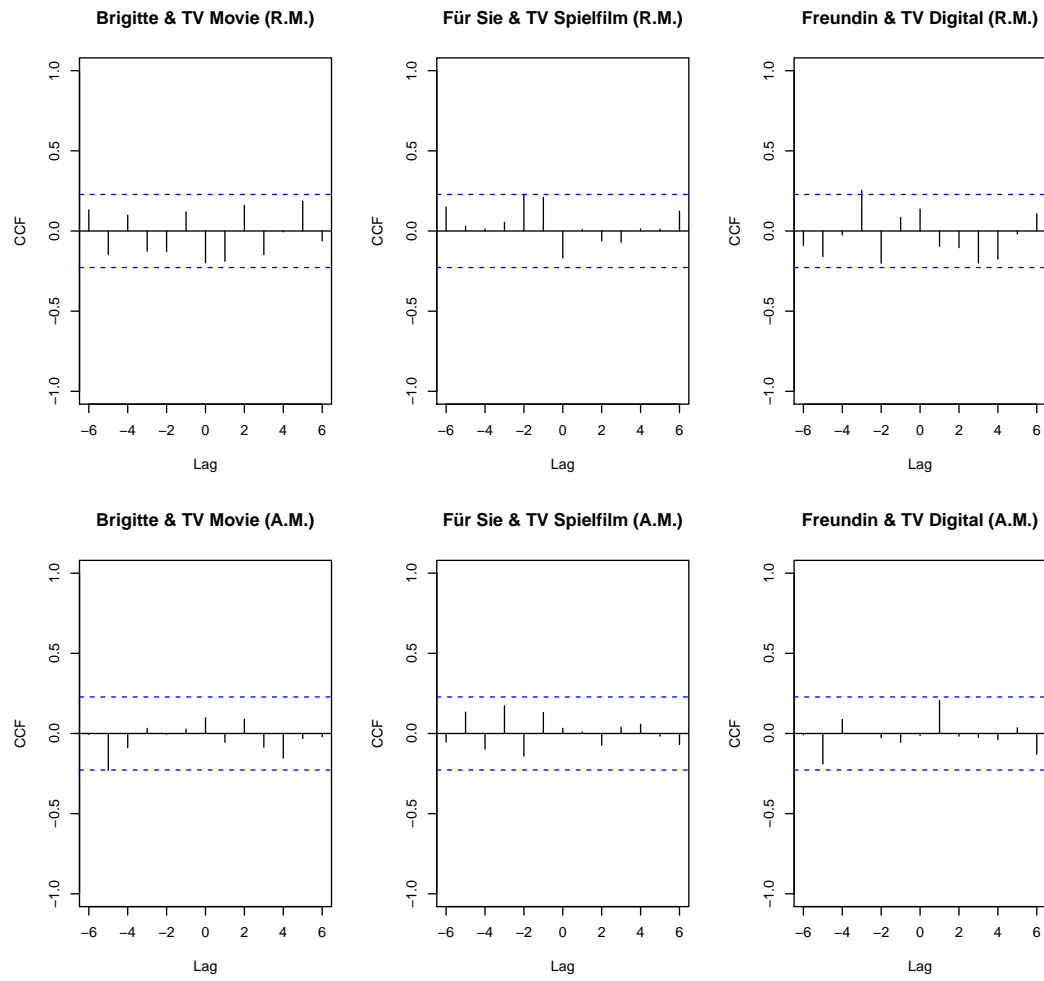 Brigitte & TV Movie (R.M.)
Für Sie & TV Spielfilm (R.M.)
Freundin & TV Digital (R.M.)
CCF
1.0
0.5
0.0
−0.5
−1.0
−6 −4 −2 0 2 4 6
Lag
CCF
1.0
0.5
0.0
−0.5
−1.0
−6 −4 −2 0 2 4 6
Lag
CCF
1.0
0.5
0.0
−0.5
−1.0
−6 −4 −2 0 2 4 6
Lag
Brigitte & TV Movie (A.M.)
Für Sie & TV Spielfilm (A.M.)
Freundin & TV Digital (A.M.)
CCF
1.0
0.5
0.0
−0.5
−1.0
−6 −4 −2 0 2 4 6
Lag
CCF
1.0
0.5
0.0
−0.5
−1.0
−6 −4 −2 0 2 4 6
Lag
CCF
1.0
0.5
0.0
−0.5
−1.0
−6 −4 −2 0 2 4 6
Lag